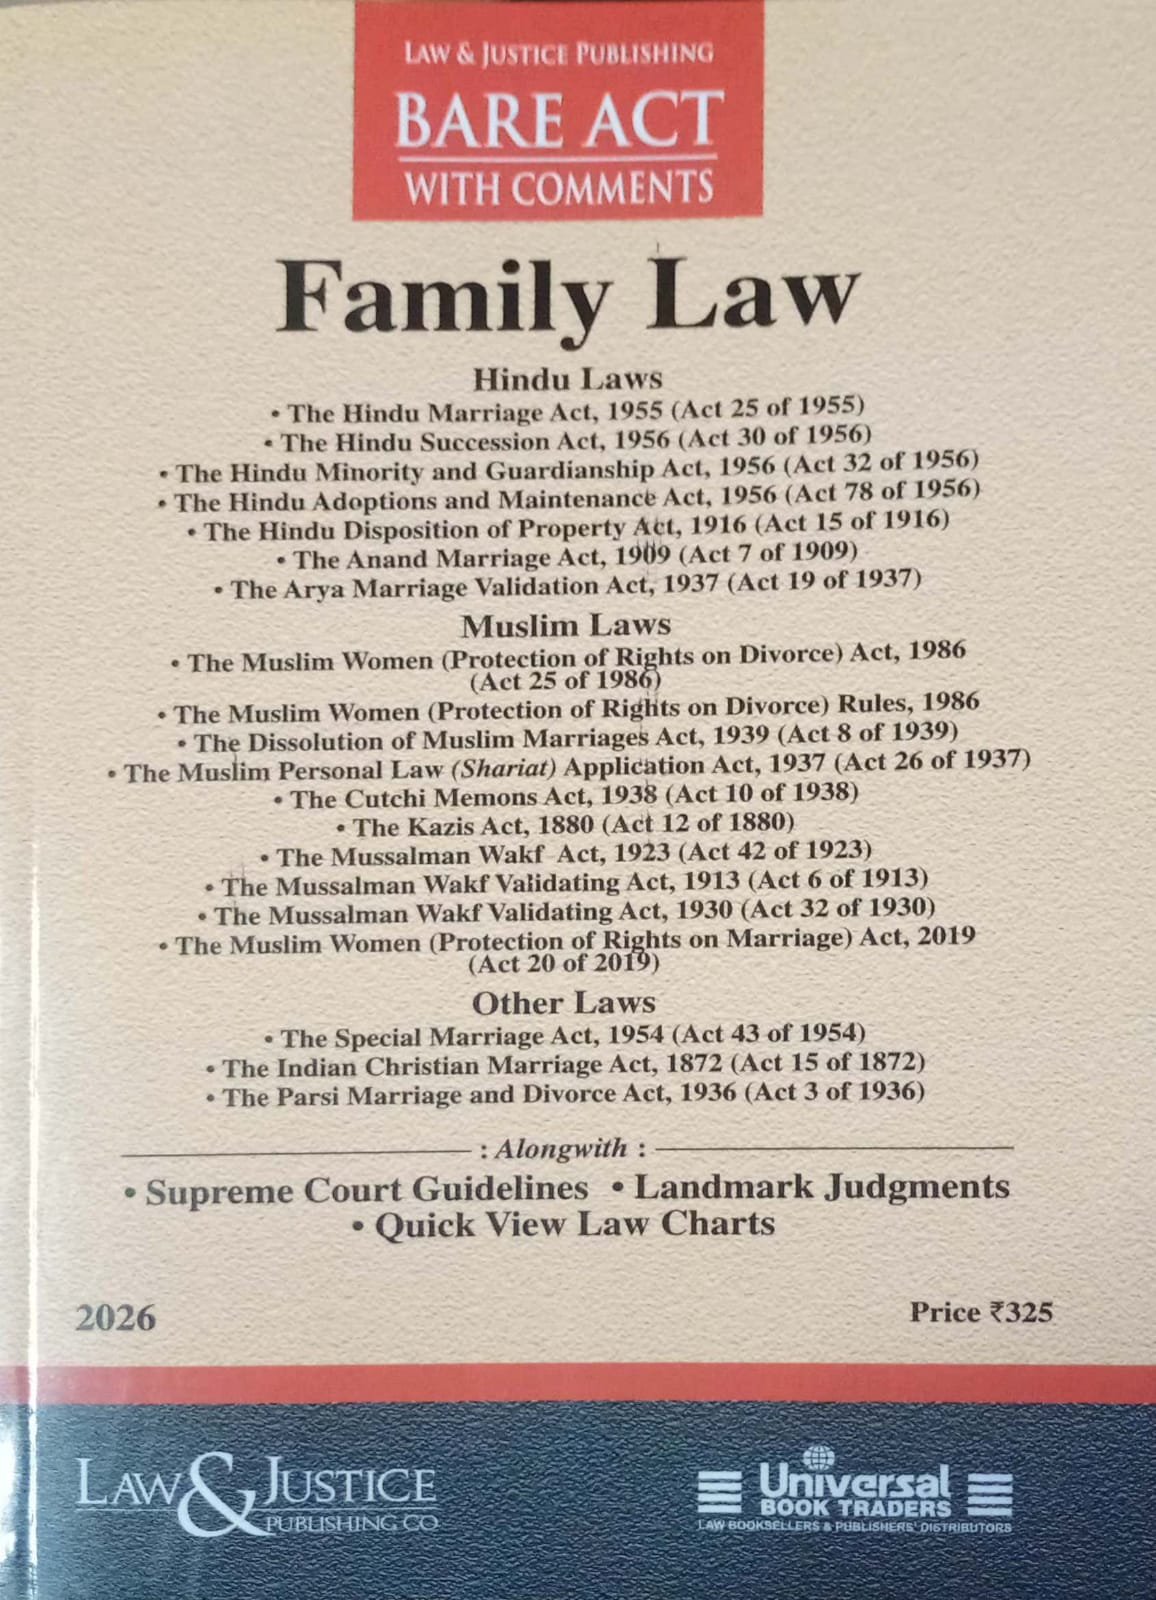 LAW & JUSTICE PUBLISHING
BARE ACT
WITH COMMENTS
Family Law
Hindu Laws
• The Hindu Marriage Act, 1955 (Act 25 of 1955)
• The Hindu Succession Act, 1956 (Act 30 of 1956)
• The Hindu Minority and Guardianship Act, 1956 (Act 32 of 1956)
• The Hindu Adoptions and Maintenance Act, 1956 (Act 78 of 1956)
• The Hindu Disposition of Property Act, 1916 (Act 15 of 1916)
• The Anand Marriage Act, 1909 (Act 7 of 1909)
• The Arya Marriage Validation Act, 1937 (Act 19 of 1937)
Muslim Laws
• The Muslim Women (Protection of Rights on Divorce) Act, 1986
(Act 25 of 1986)
• The Muslim Women (Protection of Rights on Divorce) Rules, 1986
• The Dissolution of Muslim Marriages Act, 1939 (Act 8 of 1939)
• The Muslim Personal Law (Shariat) Application Act, 1937 (Act 26 of 1937)
• The Cutchi Memons Act, 1938 (Act 10 of 1938)
• The Kazis Act, 1880 (Act 12 of 1880)
• The Mussalman Wakf Act, 1923 (Act 42 of 1923)
• The Mussalman Wakf Validating Act, 1913 (Act 6 of 1913)
• The Mussalman Wakf Validating Act, 1930 (Act 32 of 1930)
• The Muslim Women (Protection of Rights on Marriage) Act, 2019
(Act 20 of 2019)
Other Laws
• The Special Marriage Act, 1954 (Act 43 of 1954)
• The Indian Christian Marriage Act, 1872 (Act 15 of 1872)
• The Parsi Marriage and Divorce Act, 1936 (Act 3 of 1936)
: Alongwith :
• Supreme Court Guidelines • Landmark Judgments
• Quick View Law Charts
2026 Price ₹325
LAW & JUSTICE
PUBLISHING CO
Universal
BOOK TRADERS
LAW BOOKSELLERS & PUBLISHERS' DISTRIBUTORS